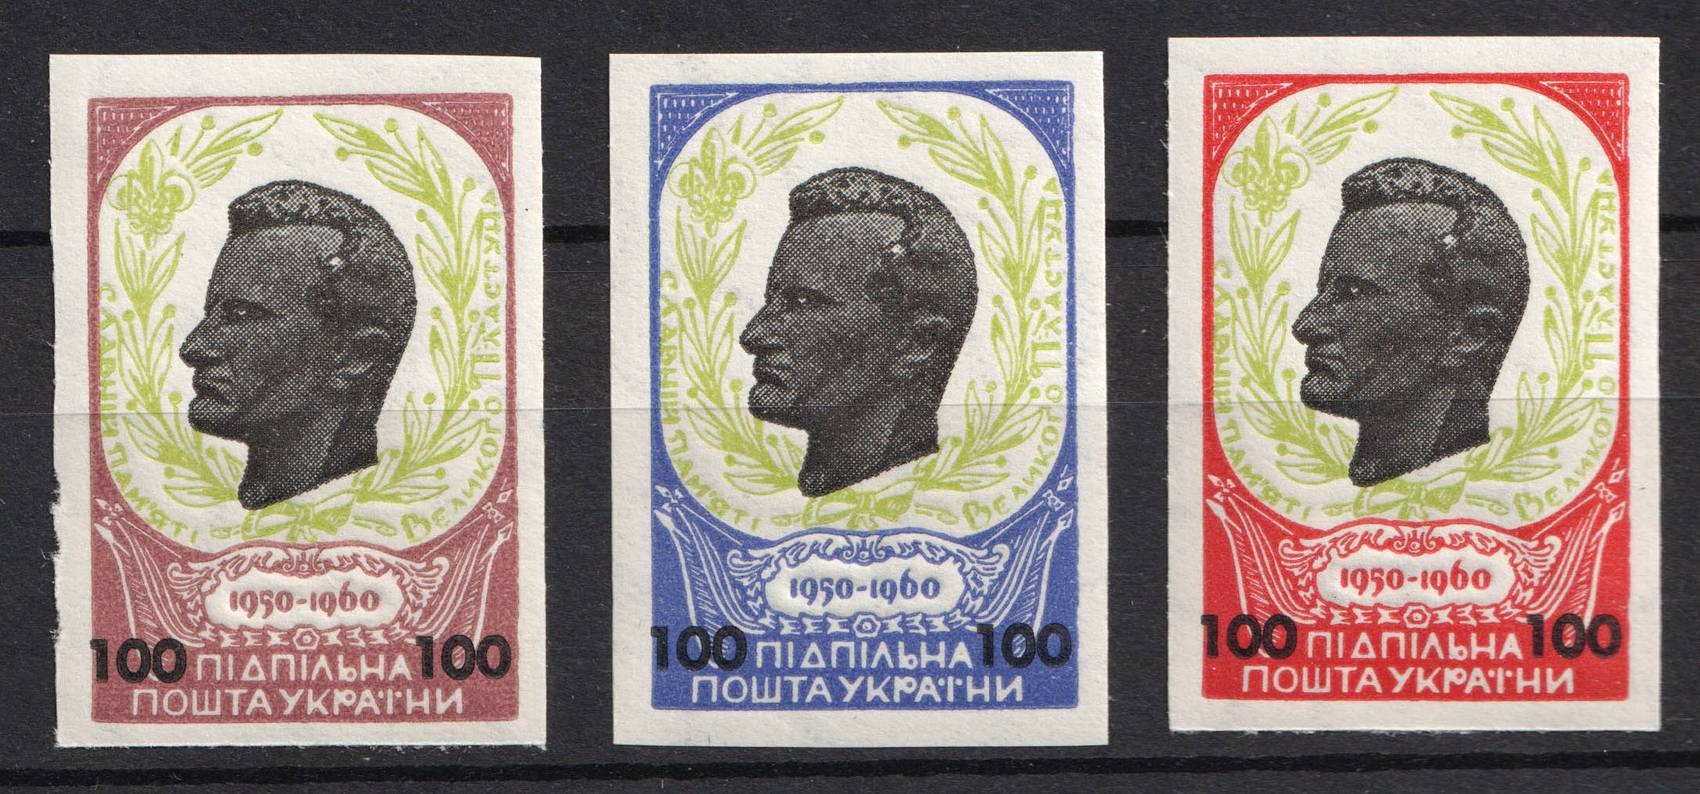 СЛАВНІЙ ПАМ'ЯТІ ВЕЛИКОГО ПЛАСТУНА
1950-1960
100 ПІДПІЛЬНА 100
ПОШТА УКРАЇНИ
СЛАВНІЙ ПАМ'ЯТІ ВЕЛИКОГО ПЛАСТУНА
1950-1960
100 ПІДПІЛЬНА 100
ПОШТА УКРАЇНИ
СЛАВНІЙ ПАМ'ЯТІ ВЕЛИКОГО ПЛАСТУНА
1950-1960
100 ПІДПІЛЬНА 100
ПОШТА УКРАЇНИ